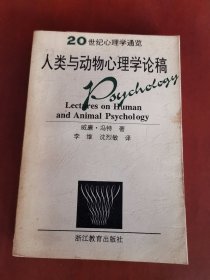 20世纪心理学通览
人类与动物心理学论稿
Psychology
Lectures on Human
and Animal Psychology
威廉·冯特 著
李维 沈烈敏 译
浙江教育出版社